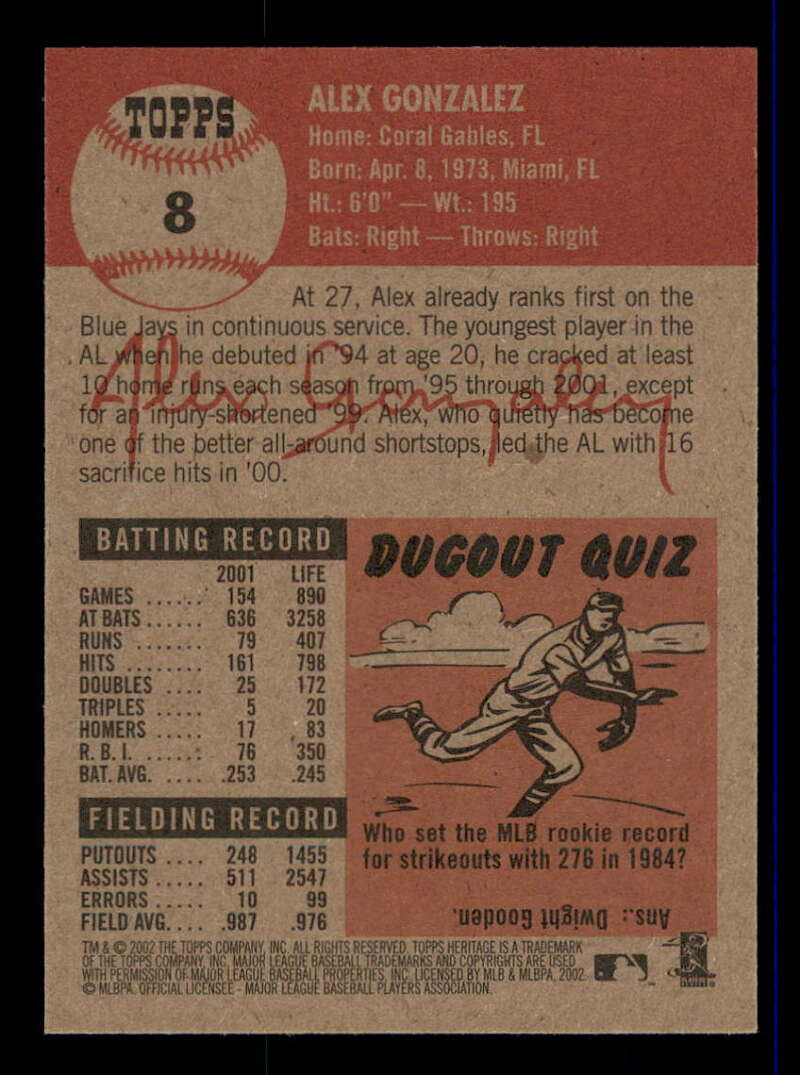 TOPPS
8
ALEX GONZALEZ
Home: Coral Gables, FL
Born: Apr. 8, 1973, Miami, FL
Ht.: 6'0" — Wt.: 195
Bats: Right — Throws: Right
At 27, Alex already ranks first on the
Blue Jays in continuous service. The youngest player in the
AL when he debuted in '94 at age 20, he cracked at least
10 home runs each season from '95 through 2001, except
for an injury-shortened '99. Alex, who quietly has become
one of the better all-around shortstops, led the AL with 16
sacrifice hits in '00.
Alex Gonzalez
BATTING RECORD
2001 LIFE
GAMES ...... 154 890
AT BATS ...... 636 3258
RUNS ....... 79 407
HITS ........ 161 798
DOUBLES .... 25 172
TRIPLES ..... 5 20
HOMERS ..... 17 83
R. B. I. ...... 76 350
BAT. AVG. .... .253 .245
FIELDING RECORD
PUTOUTS .... 248 1455
ASSISTS ..... 511 2547
ERRORS ..... 10 99
FIELD AVG. ... .987 .976
DUGOUT QUIZ
Who set the MLB rookie record
for strikeouts with 276 in 1984?
Ans.: Dwight Gooden.
TM & © 2002 THE TOPPS COMPANY, INC. ALL RIGHTS RESERVED. TOPPS HERITAGE IS A TRADEMARK
OF THE TOPPS COMPANY, INC. MAJOR LEAGUE BASEBALL TRADEMARKS AND COPYRIGHTS ARE USED
WITH PERMISSION OF MAJOR LEAGUE BASEBALL PROPERTIES, INC. LICENSED BY MLB & MLBPA, 2002.
© MLBPA. OFFICIAL LICENSEE - MAJOR LEAGUE BASEBALL PLAYERS ASSOCIATION.